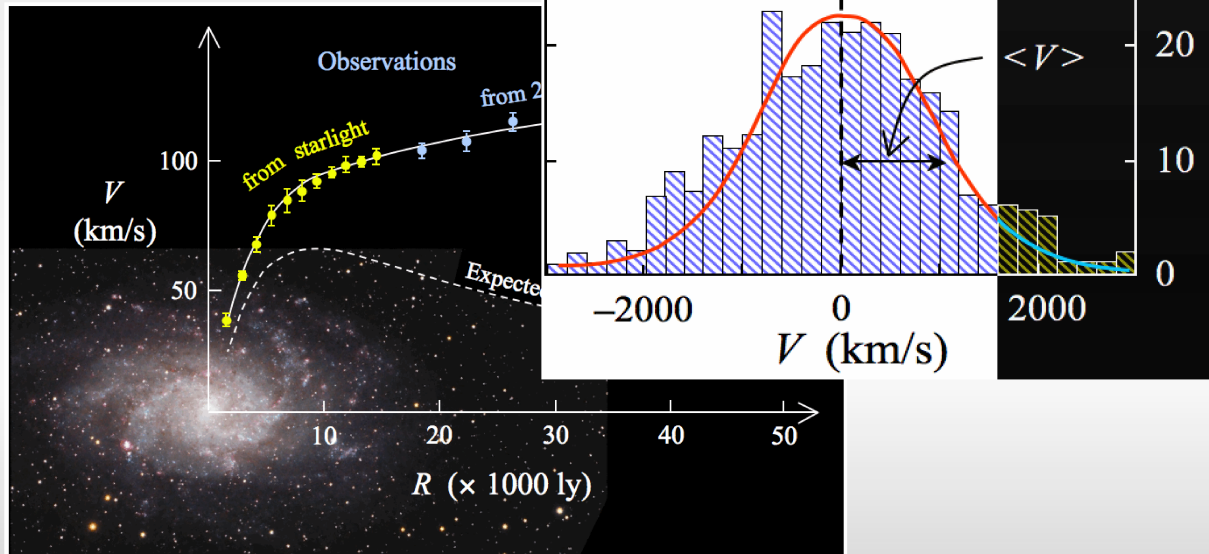 Observations
from starlight
from 2
100
V
(km/s)
50
Expected
10
20
30
40
50
R (× 1000 ly)
<V>
20
10
0
–2000
0
2000
V (km/s)